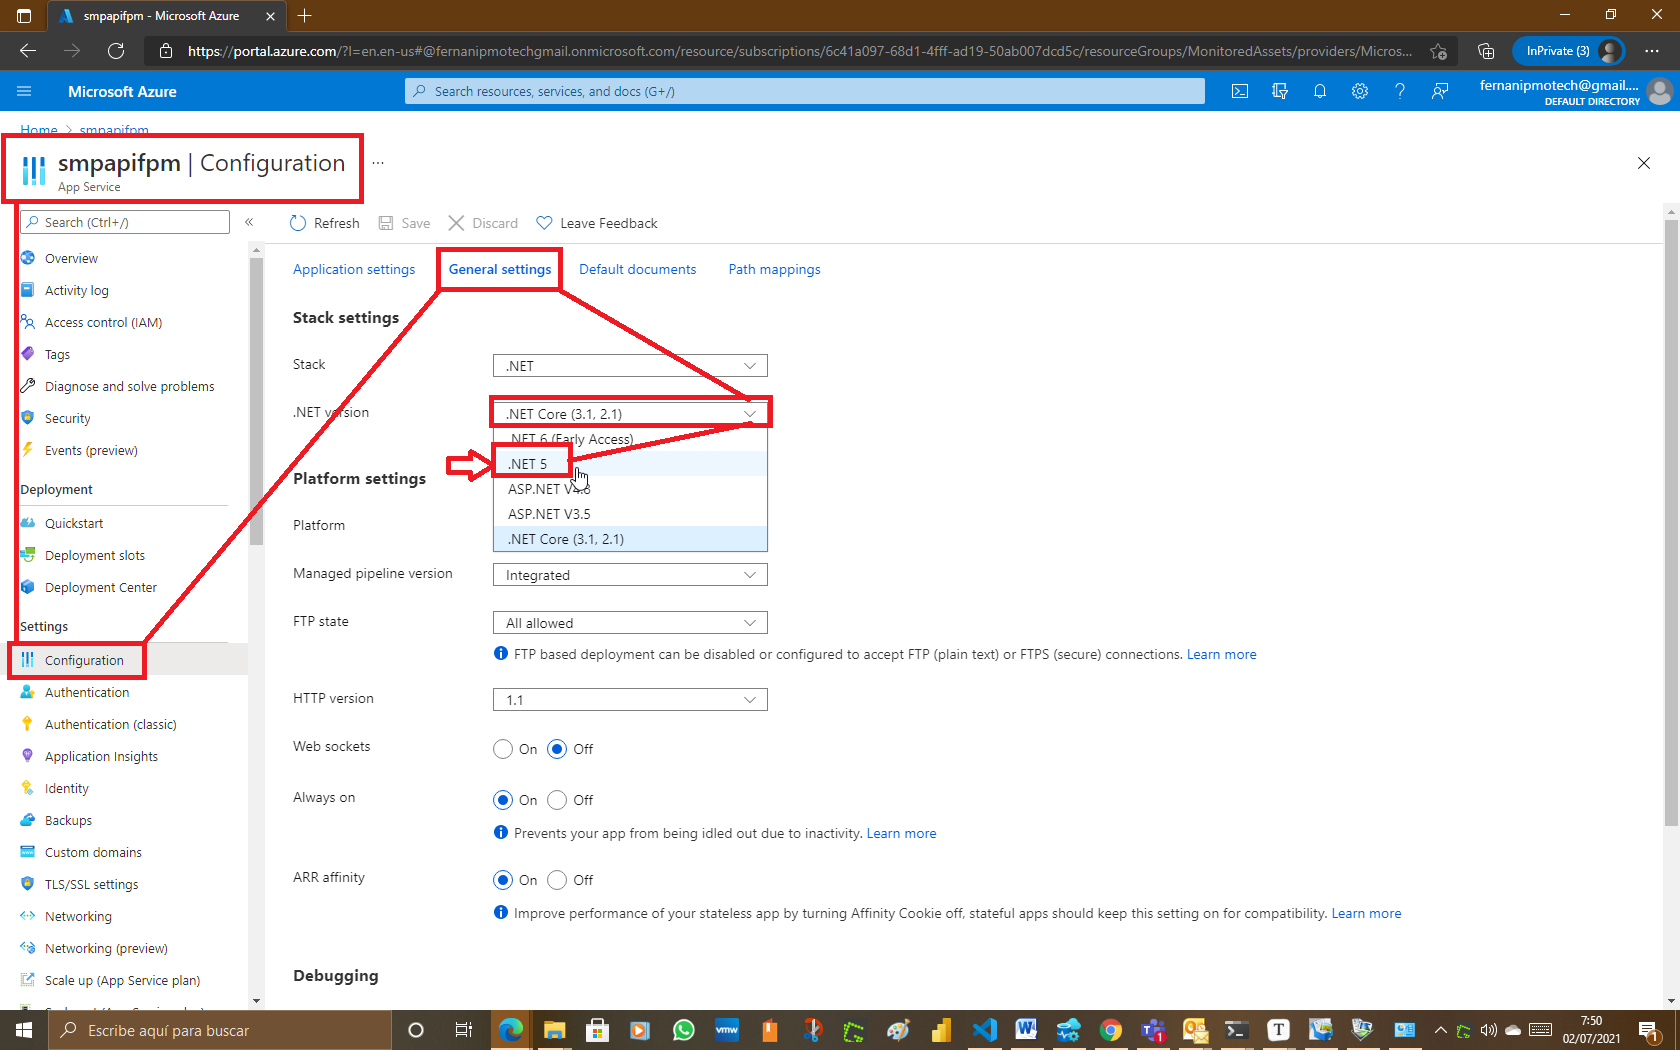 smpapifpm - Microsoft Azure
https://portal.azure.com/?l=en.en-us#@fernanipmotechgmail.onmicrosoft.com/resource/subscriptions/6c41a097-68d1-4fff-ad19-50ab007dcd5c/resourceGroups/MonitoredAssets/providers/Micros...
InPrivate (3)
Microsoft Azure
Search resources, services, and docs (G+/)
fernanipmotech@gmail....
DEFAULT DIRECTORY
Home > smpapifpm
smpapifpm | Configuration ...
App Service
Search (Ctrl+/)
«
Refresh
Save
Discard
Leave Feedback
Overview
Activity log
Access control (IAM)
Tags
Diagnose and solve problems
Security
Events (preview)
Deployment
Quickstart
Deployment slots
Deployment Center
Settings
Configuration
Authentication
Authentication (classic)
Application Insights
Identity
Backups
Custom domains
TLS/SSL settings
Networking
Networking (preview)
Scale up (App Service plan)
Application settings
General settings
Default documents
Path mappings
Stack settings
Stack
.NET
.NET version
.NET Core (3.1, 2.1)
.NET 6 (Early Access)
.NET 5
ASP.NET V4.8
ASP.NET V3.5
.NET Core (3.1, 2.1)
Platform settings
Platform
Managed pipeline version
Integrated
FTP state
All allowed
FTP based deployment can be disabled or configured to accept FTP (plain text) or FTPS (secure) connections. Learn more
HTTP version
1.1
Web sockets
On Off
Always on
On Off
Prevents your app from being idled out due to inactivity. Learn more
ARR affinity
On Off
Improve performance of your stateless app by turning Affinity Cookie off, stateful apps should keep this setting on for compatibility. Learn more
Debugging
Escribe aquí para buscar
vmw
7:50
02/07/2021
1